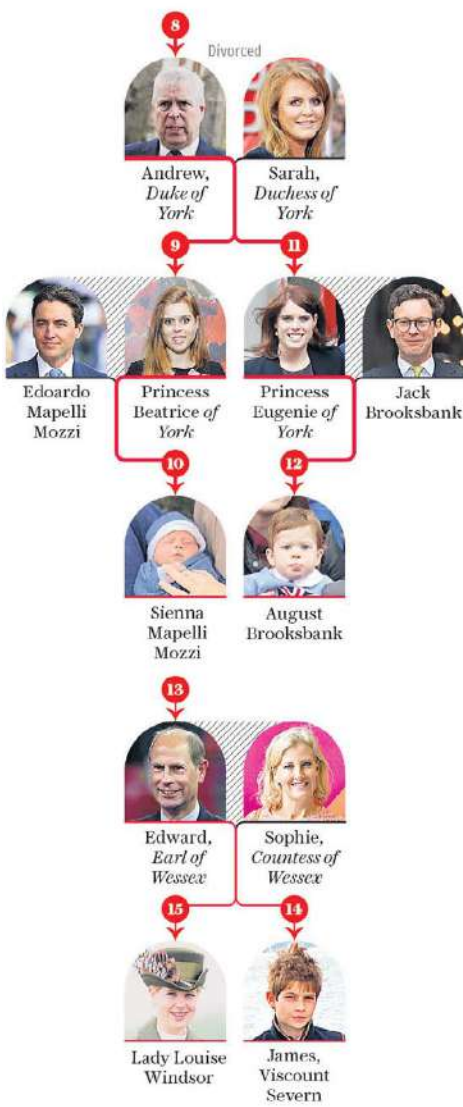 8
Divorced
Andrew,
Duke of
York
Sarah,
Duchess of
York
9
11
Edoardo
Mapelli
Mozzi
Princess
Beatrice of
York
Princess
Eugenie of
York
Jack
Brooksbank
10
12
Sienna
Mapelli
Mozzi
August
Brooksbank
13
Edward,
Earl of
Wessex
Sophie,
Countess of
Wessex
15
14
Lady Louise
Windsor
James,
Viscount
Severn